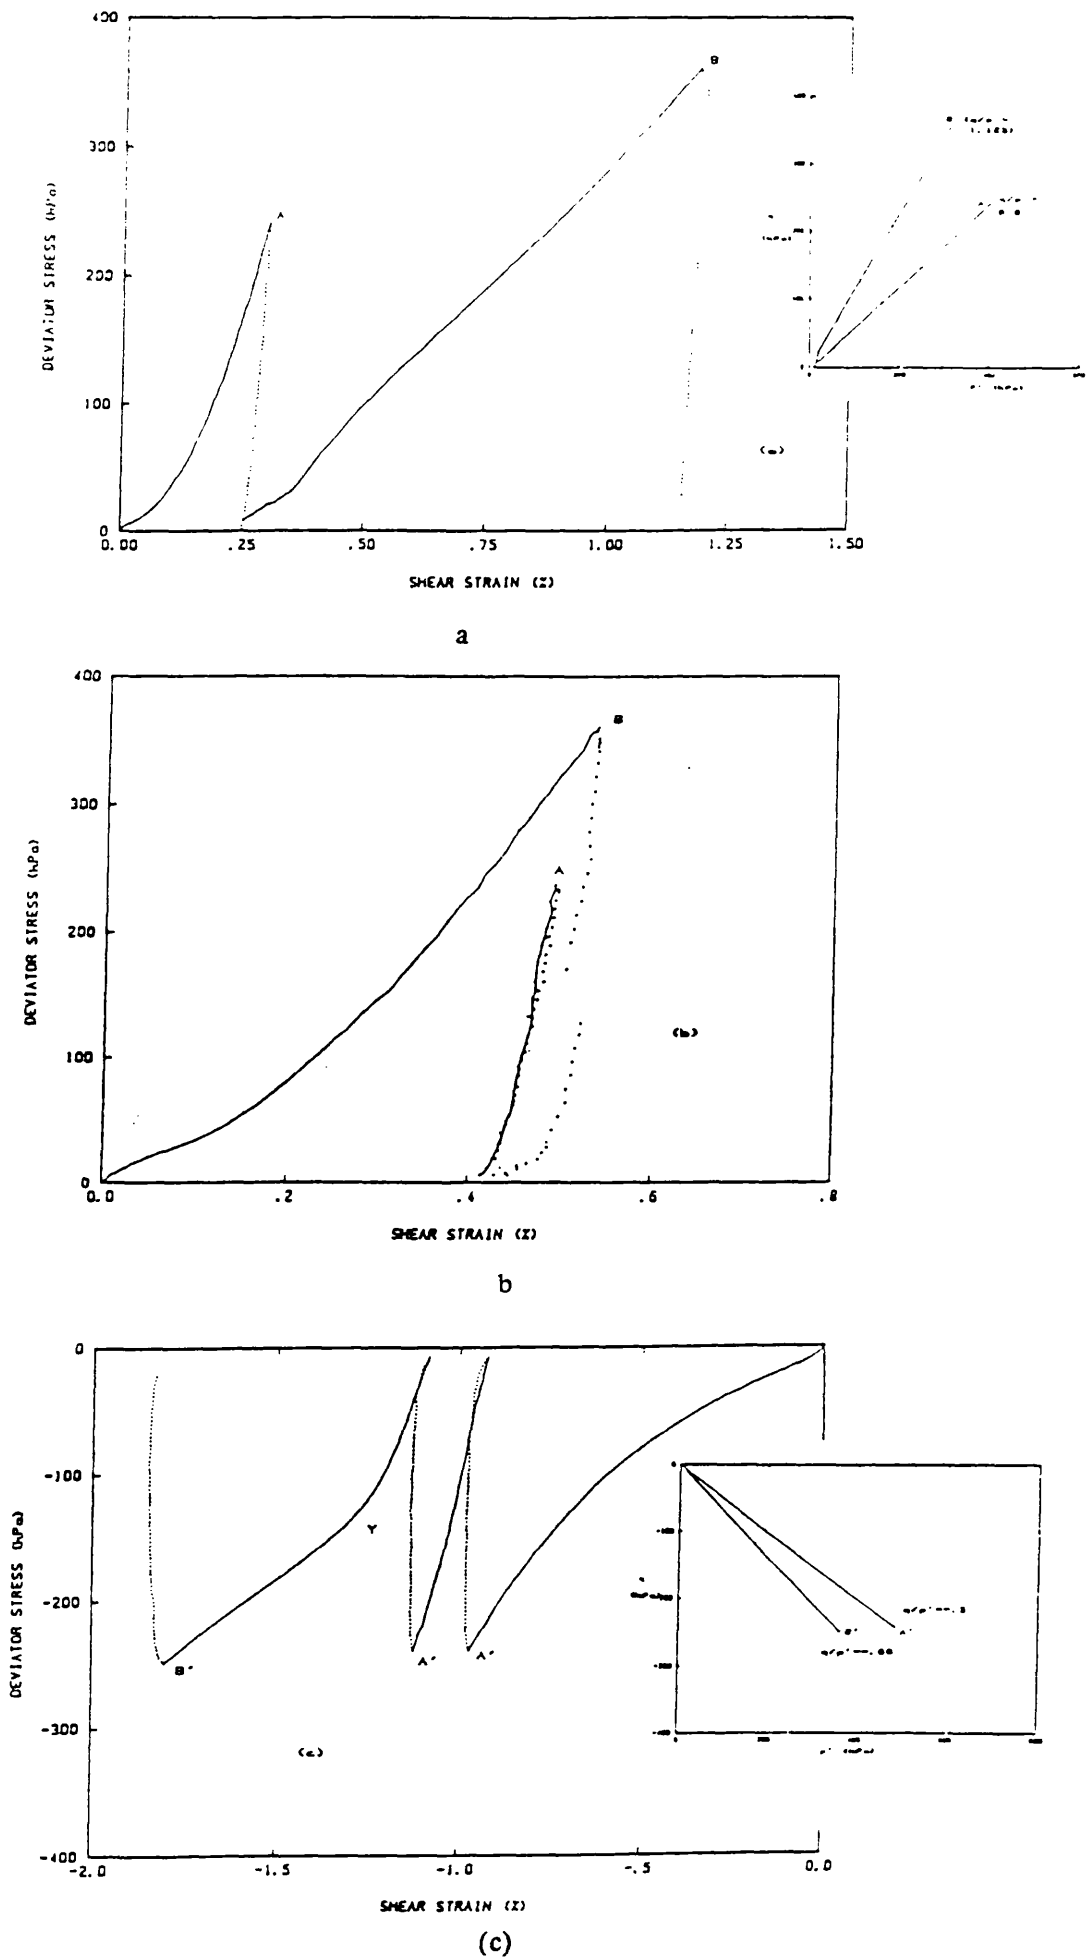 400
300
200
100
0
DEVIATOR STRESS (kPa)
A
B
(a)
0.00 .25 .50 .75 1.00 1.25 1.50
SHEAR STRAIN (%)
a
400
300
200
100
0
DEVIATOR STRESS (kPa)
B
A
(b)
0.0 .2 .4 .6 .8
SHEAR STRAIN (%)
b
0
-100
-200
-300
-400
DEVIATOR STRESS (kPa)
Y
B'
A'
A'
(c)
B'
A'
-2.0 -1.5 -1.0 -.5 0.0
SHEAR STRAIN (%)
(c)